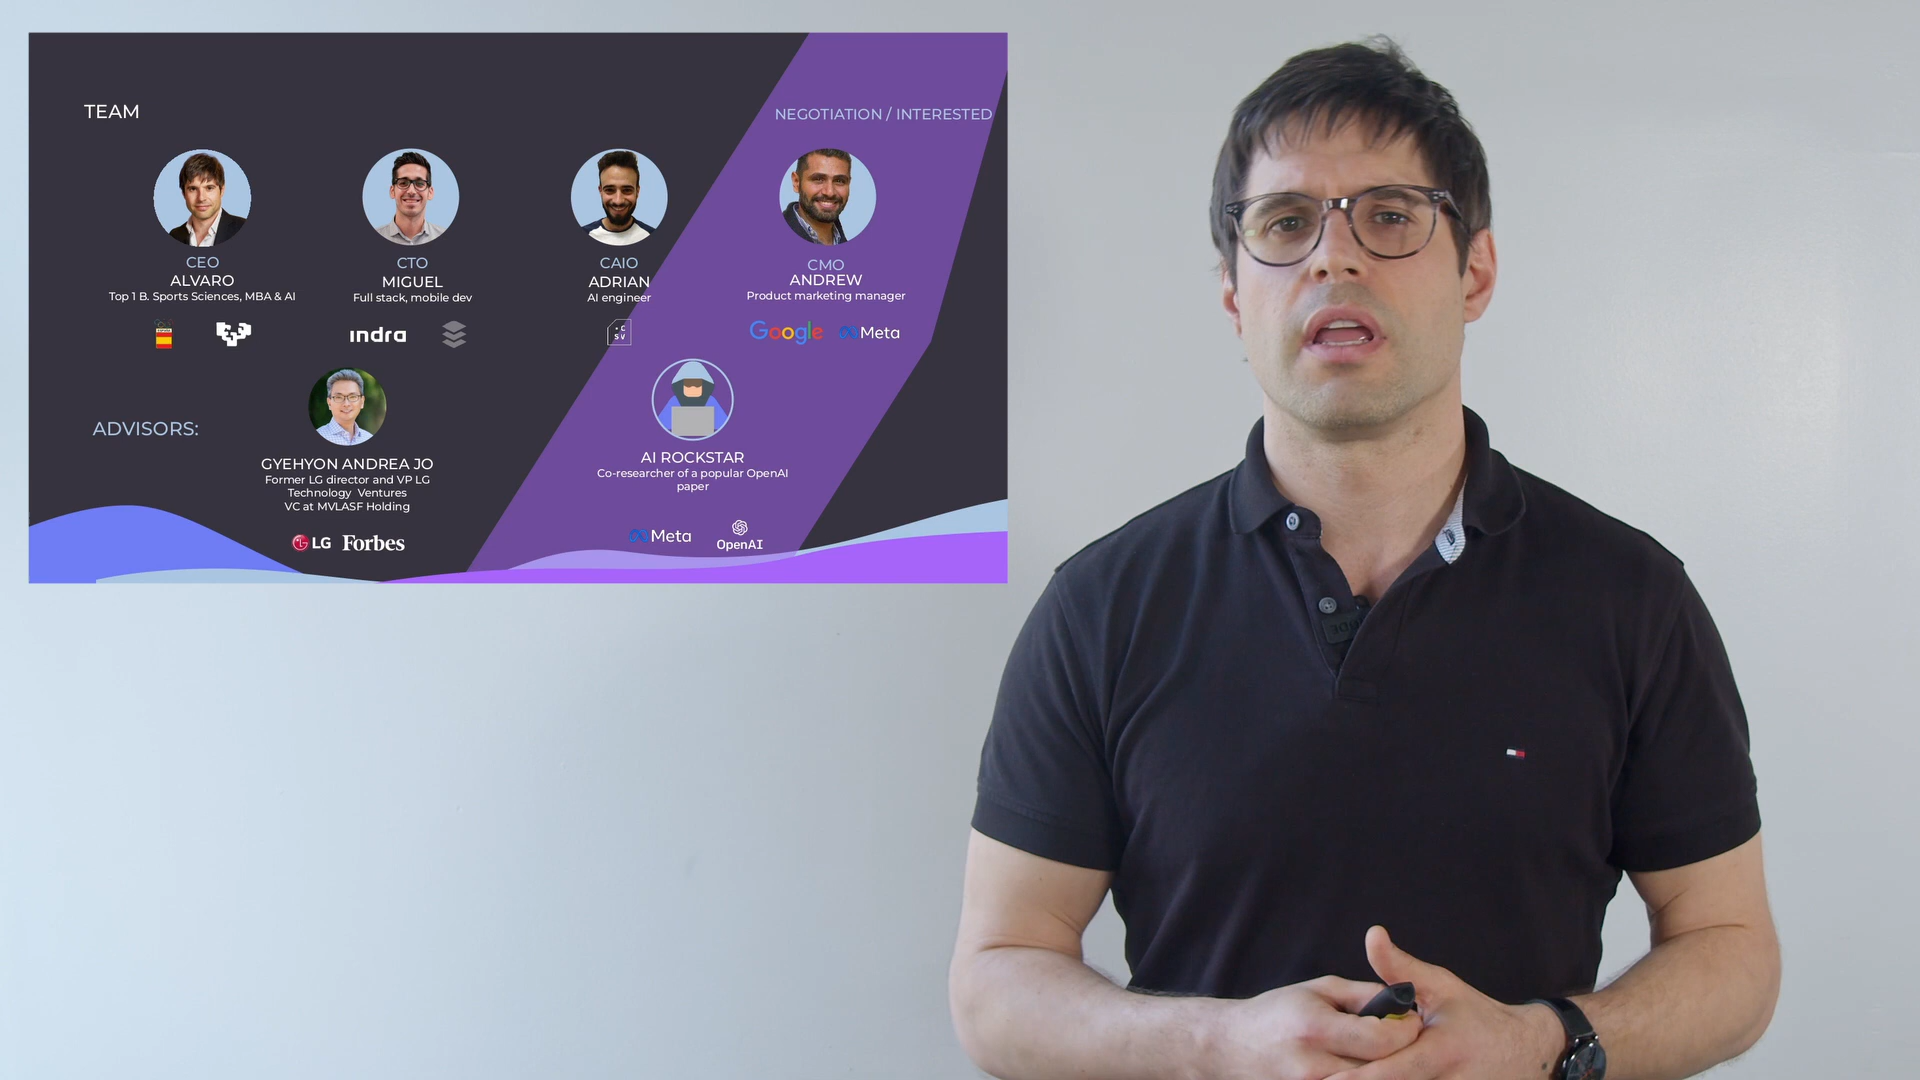 TEAM
NEGOTIATION / INTERESTED
CEO
ALVARO
Top 1 B. Sports Sciences, MBA & AI
CTO
MIGUEL
Full stack, mobile dev
indra
CAIO
ADRIAN
AI engineer
CMO
ANDREW
Product marketing manager
Google
Meta
ADVISORS:
GYEHYON ANDREA JO
Former LG director and VP LG
Technology Ventures
VC at MVLASF Holding
LG Forbes
AI ROCKSTAR
Co-researcher of a popular OpenAI
paper
Meta
OpenAI